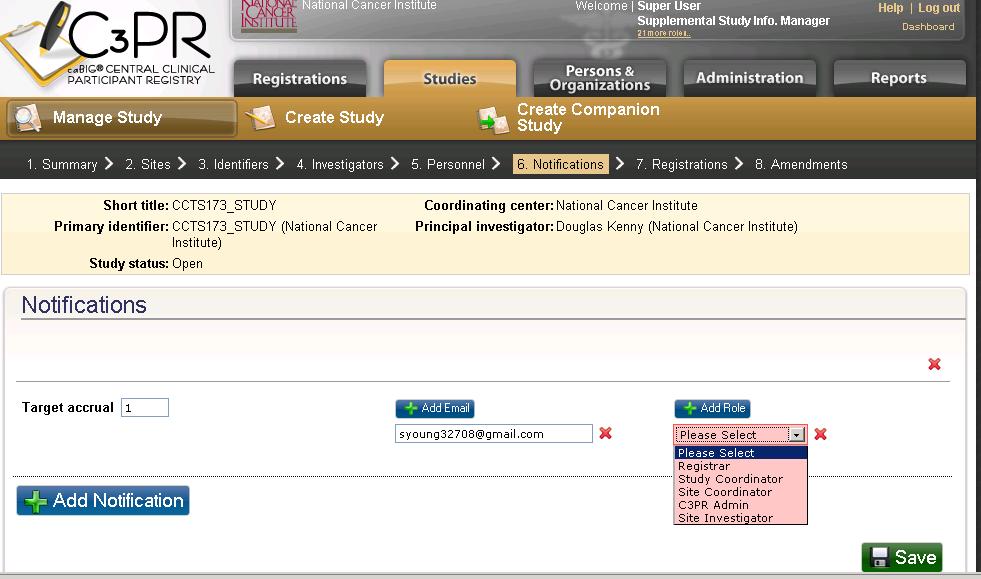 National Cancer Institute
NATIONAL
CANCER
INSTITUTE
Welcome | Super User
Supplemental Study Info. Manager
21 more roles..
Help | Log out
Dashboard
C3PR
caBIG® CENTRAL CLINICAL
PARTICIPANT REGISTRY
Registrations
Studies
Persons &
Organizations
Administration
Reports
Manage Study
Create Study
Create Companion
Study
1. Summary
2. Sites
3. Identifiers
4. Investigators
5. Personnel
6. Notifications
7. Registrations
8. Amendments
Short title: CCTS173_STUDY
Coordinating center: National Cancer Institute
Primary identifier: CCTS173_STUDY (National Cancer
Institute)
Principal investigator: Douglas Kenny (National Cancer Institute)
Study status: Open
Notifications
Target accrual 1
Add Email
Add Role
syoung32708@gmail.com
Please Select
Please Select
Registrar
Study Coordinator
Site Coordinator
C3PR Admin
Site Investigator
Add Notification
Save